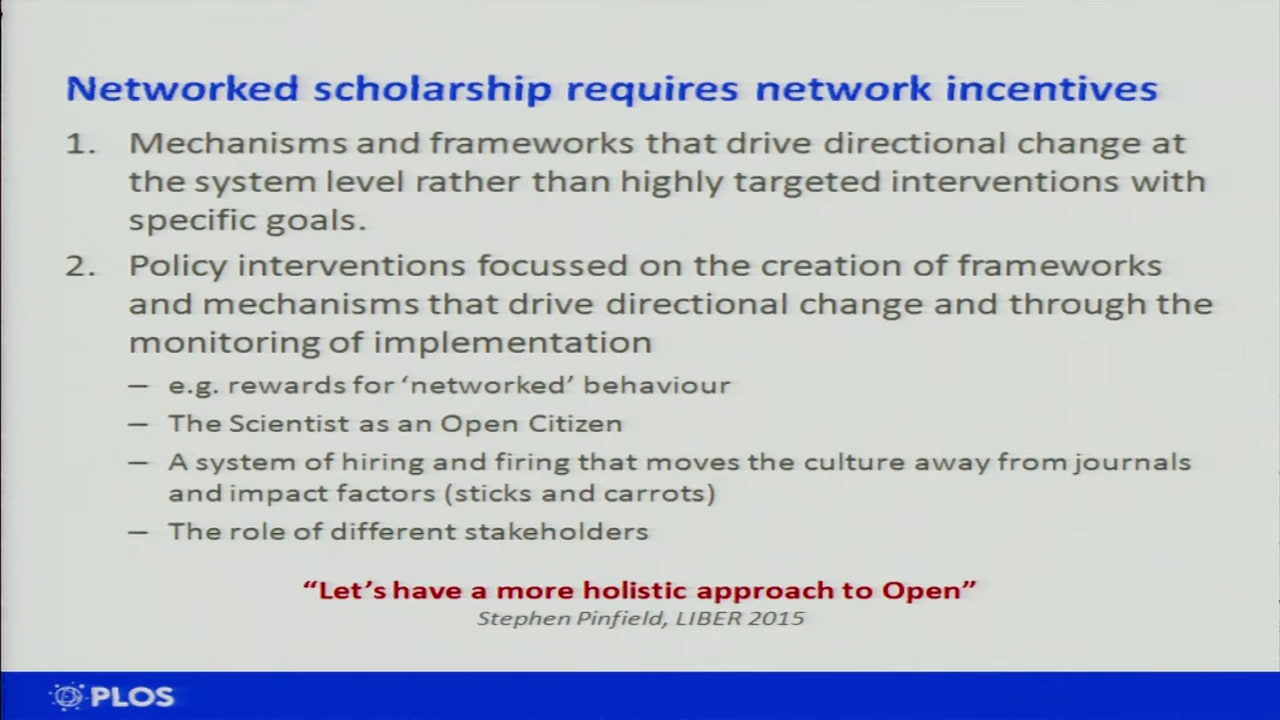 Networked scholarship requires network incentives
1. Mechanisms and frameworks that drive directional change at
the system level rather than highly targeted interventions with
specific goals.
2. Policy interventions focussed on the creation of frameworks
and mechanisms that drive directional change and through the
monitoring of implementation
– e.g. rewards for ‘networked’ behaviour
– The Scientist as an Open Citizen
– A system of hiring and firing that moves the culture away from journals
and impact factors (sticks and carrots)
– The role of different stakeholders
“Let’s have a more holistic approach to Open”
Stephen Pinfield, LIBER 2015
PLOS